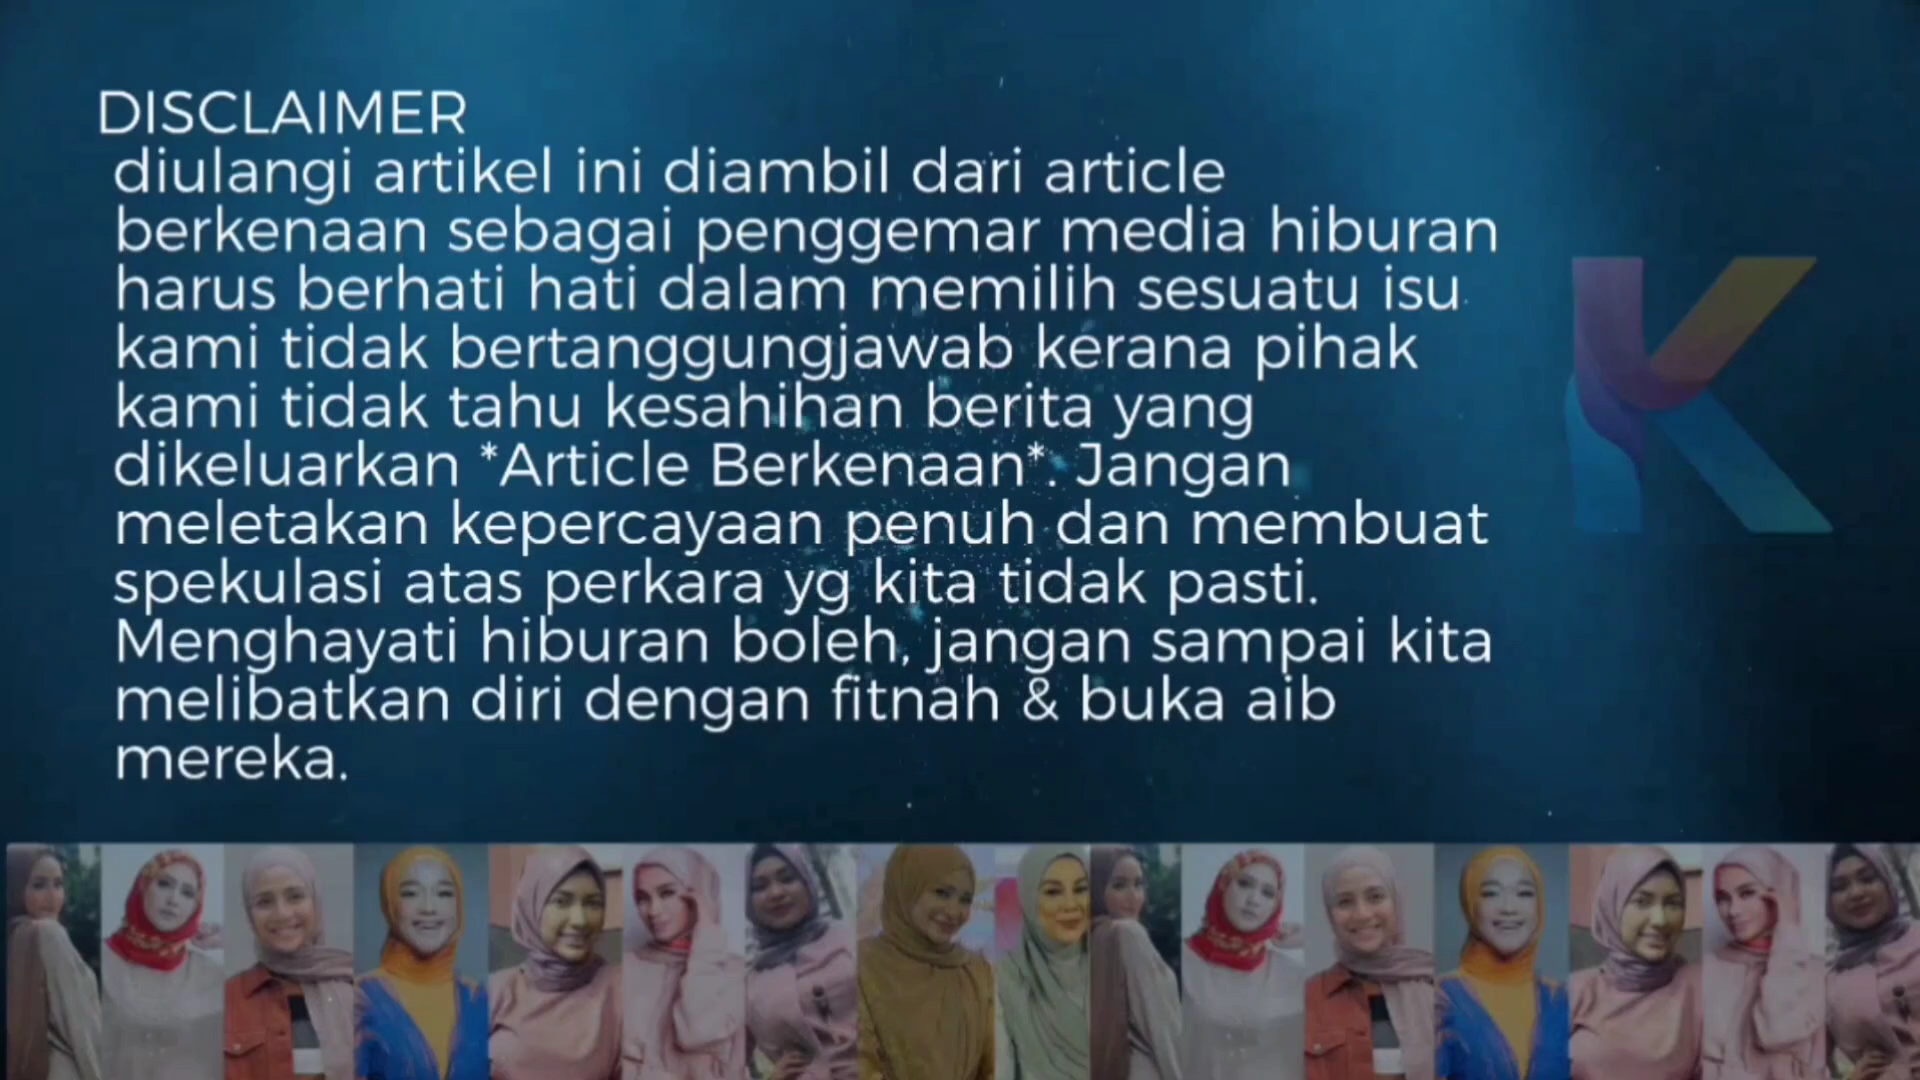 DISCLAIMER
diulangi artikel ini diambil dari article
berkenaan sebagai penggemar media hiburan
harus berhati hati dalam memilih sesuatu isu
kami tidak bertanggungjawab kerana pihak
kami tidak tahu kesahihan berita yang
dikeluarkan *Article Berkenaan*. Jangan
meletakan kepercayaan penuh dan membuat
spekulasi atas perkara yg kita tidak pasti.
Menghayati hiburan boleh, jangan sampai kita
melibatkan diri dengan fitnah & buka aib
mereka.
K